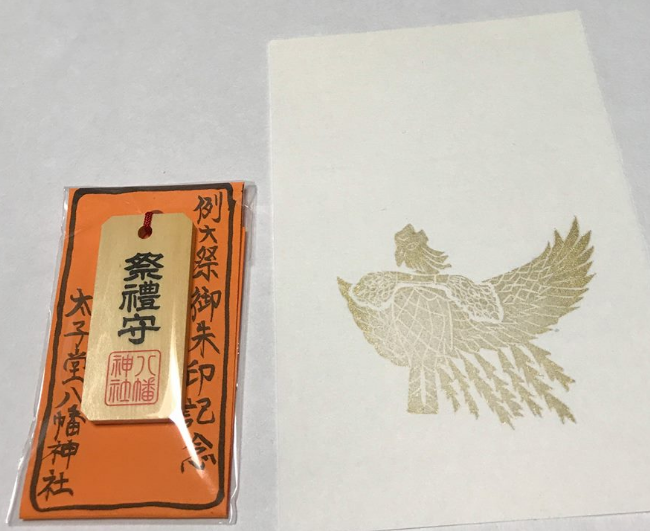 例大祭御朱印記念
祭禮守
八幡
神社
太子堂八幡神社